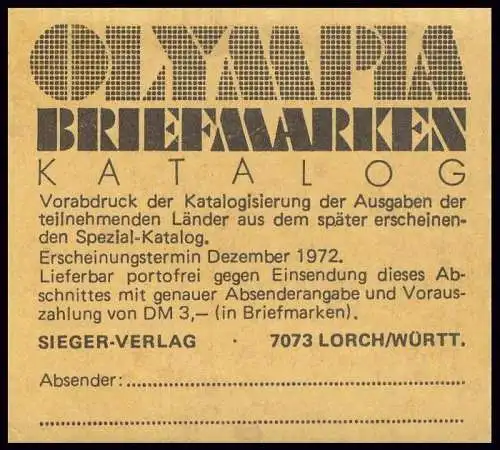 OLYMPIA
BRIEFMARKEN
KATALOG
Vorabdruck der Katalogisierung der Ausgaben der
teilnehmenden Länder aus dem später erscheinen-
den Spezial-Katalog.
Erscheinungstermin Dezember 1972.
Lieferbar portofrei gegen Einsendung dieses Ab-
schnittes mit genauer Absenderangabe und Voraus-
zahlung von DM 3,— (in Briefmarken).
SIEGER-VERLAG · 7073 LORCH/WÜRTT.
Absender: